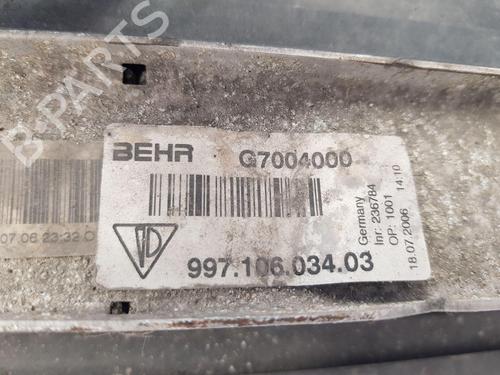 B-PARTS
BEHR G7004000
997.106.034.03
Germany
Inr: 236784
OP: 1001 14:10
18.07.2006
07 06 23:32